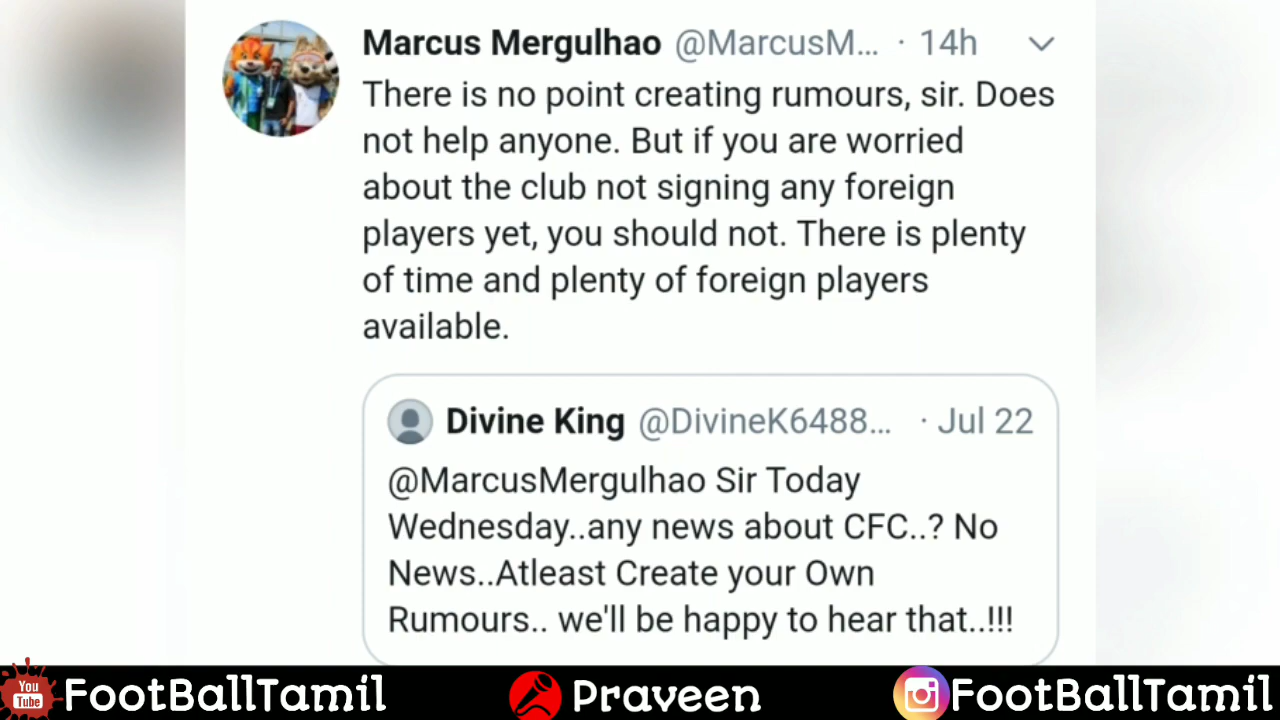 Marcus Mergulhao @MarcusM... · 14h
There is no point creating rumours, sir. Does
not help anyone. But if you are worried
about the club not signing any foreign
players yet, you should not. There is plenty
of time and plenty of foreign players
available.
Divine King @DivineK6488... · Jul 22
@MarcusMergulhao Sir Today
Wednesday..any news about CFC..? No
News..Atleast Create your Own
Rumours.. we'll be happy to hear that..!!!
You Tube FootBallTamil Praveen FootBallTamil